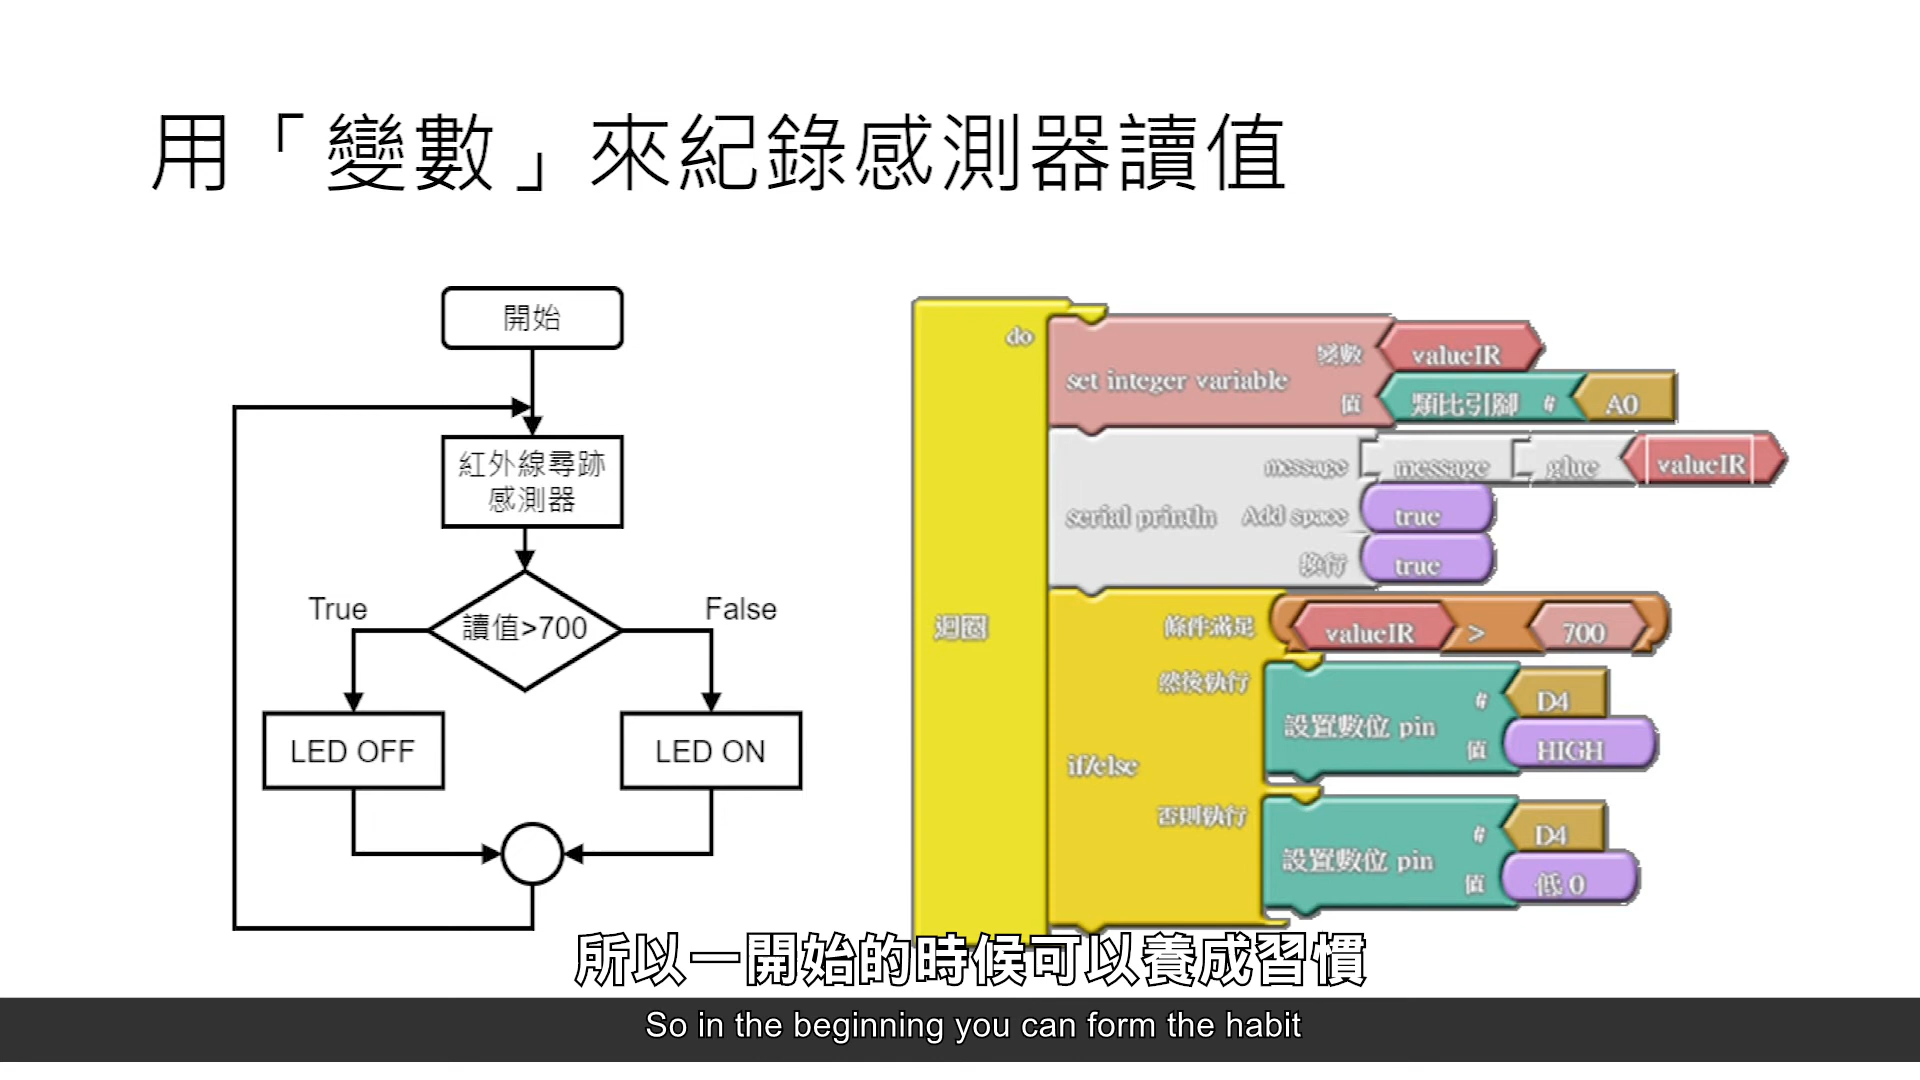 用「變數」來紀錄感測器讀值
開始
紅外線尋跡
感測器
讀值>700
True
False
LED OFF
LED ON
do
迴圈
set integer variable
變數
valueIR
值
類比引腳 #
A0
serial println
message
message
glue
valueIR
Add space
true
換行
true
if/else
條件滿足
valueIR
>
700
然後執行
設置數位 pin
#
D4
值
HIGH
否則執行
設置數位 pin
#
D4
值
低 0
所以一開始的時候可以養成習慣
So in the beginning you can form the habit